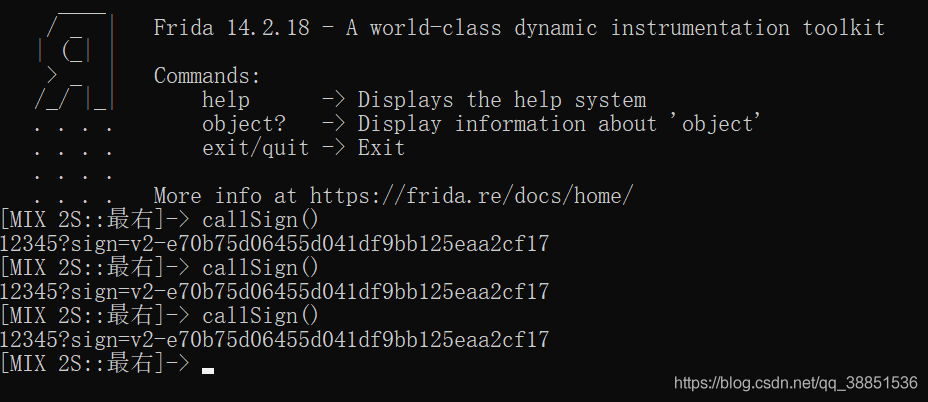 Frida 14.2.18 - A world-class dynamic instrumentation toolkit
Commands:
help -> Displays the help system
object? -> Display information about 'object'
exit/quit -> Exit
More info at https://frida.re/docs/home/
[MIX 2S::最右]-> callSign()
12345?sign=v2-e70b75d06455d041df9bb125eaa2cf17
[MIX 2S::最右]-> callSign()
12345?sign=v2-e70b75d06455d041df9bb125eaa2cf17
[MIX 2S::最右]-> callSign()
12345?sign=v2-e70b75d06455d041df9bb125eaa2cf17
[MIX 2S::最右]->
https://blog.csdn.net/qq_38851536